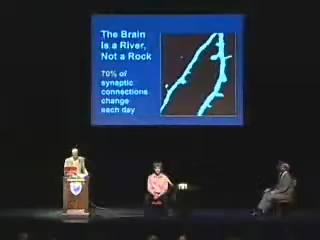 The Brain
is a River,
Not a Rock
70% of
synaptic
connections
change
each day